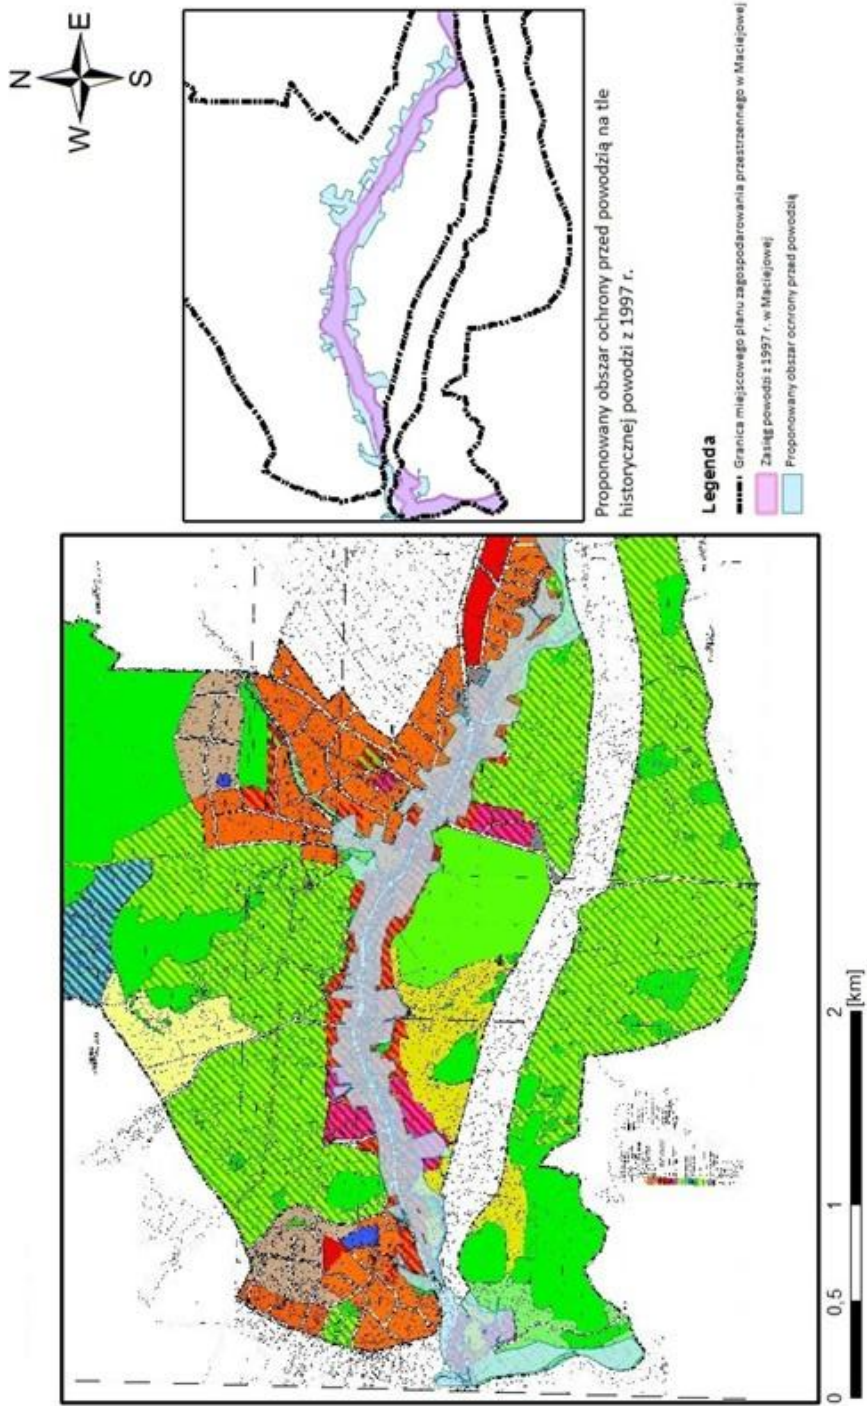 N
W
E
S
Proponowany obszar ochrony przed powodzią na tle
historycznej powodzi z 1997 r.
Legenda
Granica miejscowego planu zagospodarowania przestrzennego w Maciejowej
Zasięg powodzi z 1997 r. w Maciejowej
Proponowany obszar ocnrony przed powodzią
0
0,5
1
2
[km]